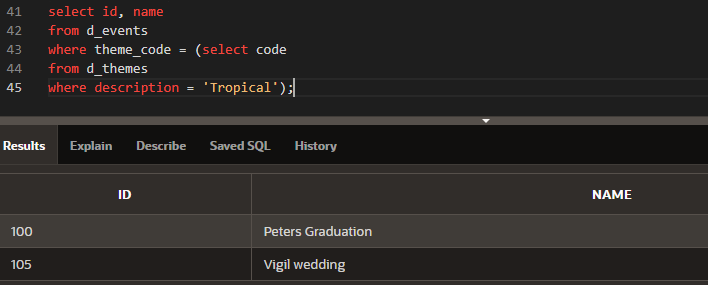 41 select id, name
42 from d_events
43 where theme_code = (select code
44 from d_themes
45 where description = 'Tropical');
Results Explain Describe Saved SQL History
ID NAME
100 Peters Graduation
105 Vigil wedding